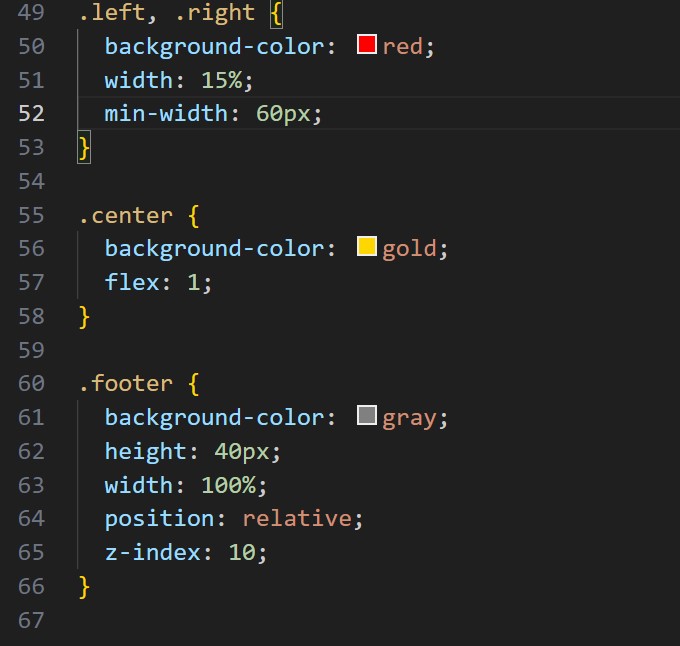 49 .left, .right {
50 background-color: red;
51 width: 15%;
52 min-width: 60px;
53 }
54
55 .center {
56 background-color: gold;
57 flex: 1;
58 }
59
60 .footer {
61 background-color: gray;
62 height: 40px;
63 width: 100%;
64 position: relative;
65 z-index: 10;
66 }
67